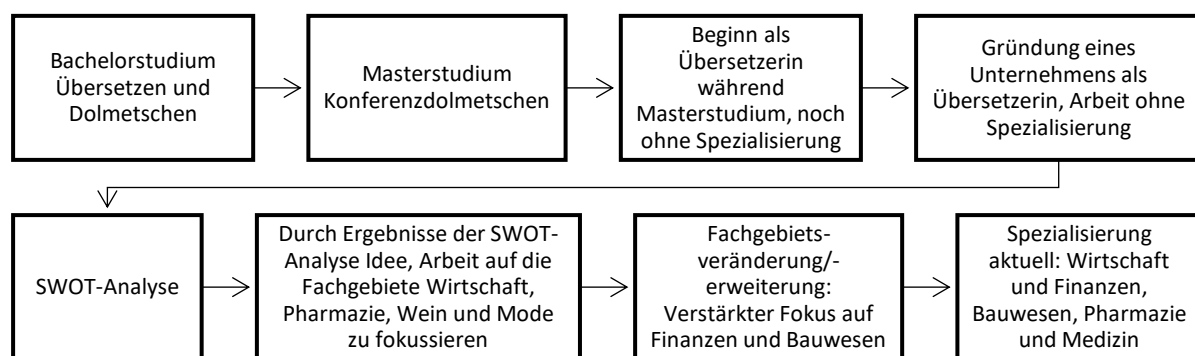 Bachelorstudium
Übersetzen und
Dolmetschen
Masterstudium
Konferenzdolmetschen
Beginn als
Übersetzerin
während
Masterstudium, noch
ohne Spezialisierung
Gründung eines
Unternehmens als
Übersetzerin, Arbeit ohne
Spezialisierung
SWOT-Analyse
Durch Ergebnisse der SWOT-
Analyse Idee, Arbeit auf die
Fachgebiete Wirtschaft,
Pharmazie, Wein und Mode
zu fokussieren
Fachgebiets-
veränderung/-
erweiterung:
Verstärkter Fokus auf
Finanzen und Bauwesen
Spezialisierung
aktuell: Wirtschaft
und Finanzen,
Bauwesen, Pharmazie
und Medizin